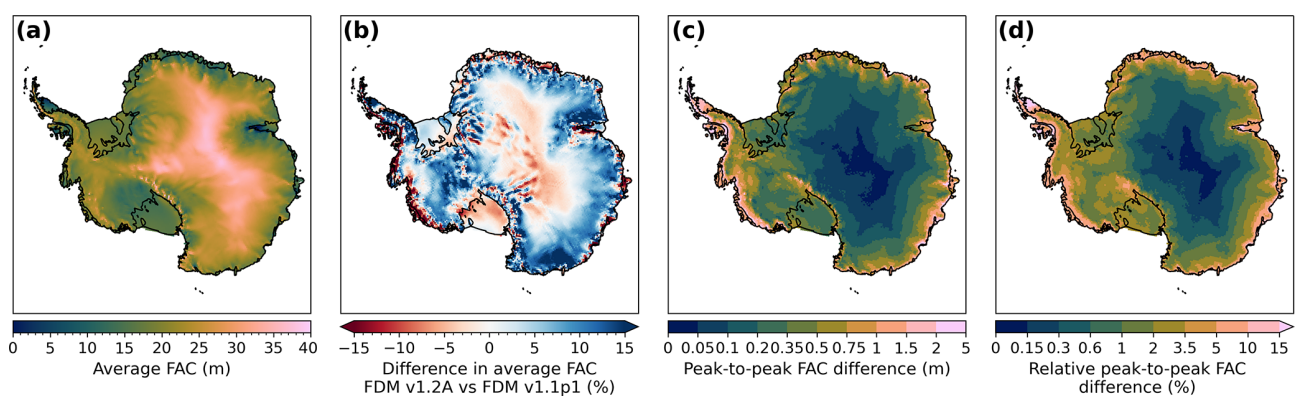 (a) (b) (c) (d)
0 5 10 15 20 25 30 35 40
Average FAC (m)
−15 −10 −5 0 5 10 15
Difference in average FAC
FDM v1.2A vs FDM v1.1p1 (%)
0 0.05 0.1 0.2 0.35 0.5 0.75 1 1.5 2 5
Peak-to-peak FAC difference (m)
0 0.15 0.3 0.6 1 2 3.5 5 10 15
Relative peak-to-peak FAC
difference (%)